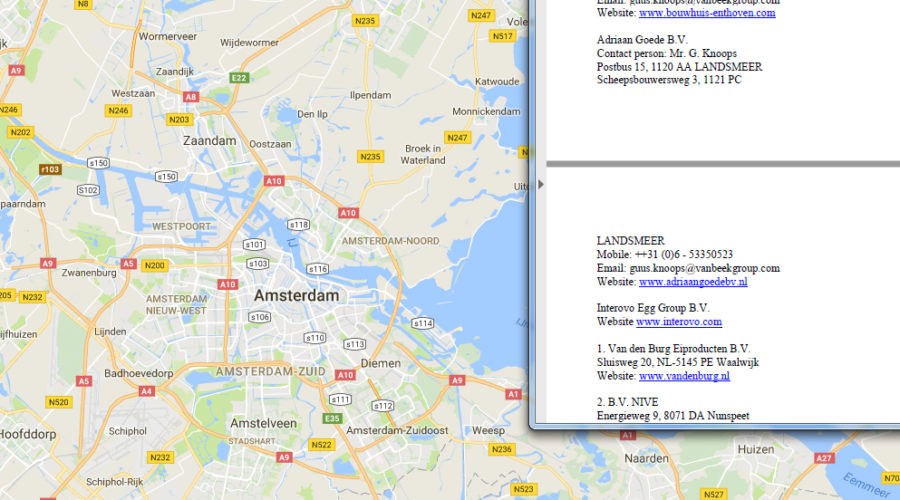 N8
N235
N247
Vole
N517
Wormerveer
Wijdewormer
A9
Zaandijk
E22
Katwoude
Westzaan
A8
Ilpendam
N246
N246
N203
Den Ilp
Monnickendam
N202
Zaandam
Oostzaan
N247
N235
Broek in
Waterland
s150
r103
s150
A10
S102
Uito
paarndam
A10
WESTPOORT
s118
IJ
s101
AMSTERDAM-NOORD
A9
A5
N200
s103
s116
Zwanenburg
A10
205
N232
AMSTERDAM
NIEUW-WEST
Amsterdam
s106
s114
ijfhuizen
Lijnden
s110
s113
Diemen
Badhoevedorp
AMSTERDAM-ZUID
A10
A9
A5
A4
A1
N520
s111
s112
E35
Hoofddorp
Schiphol
Amstelveen
STADSHART
Amsterdam-Zuidoost
Weesp
N522
N236
A1
N232
A9
Naarden
Huizen
A27
Schiphol-Rijk
N523
N527
Eemmeer
N70
Email: guus.knoops@vanbeekgroup.com
Website: www.bouwhuis-enthoven.com
Adriaan Goede B.V.
Contact person: Mr. G. Knoops
Postbus 15, 1120 AA LANDSMEER
Scheepsbouwersweg 3, 1121 PC
LANDSMEER
Mobile: ++31 (0)6 - 53350523
Email: guus.knoops@vanbeekgroup.com
Website: www.adriaangoedebv.nl
Interovo Egg Group B.V.
Website www.interovo.com
1. Van den Burg Eiproducten B.V.
Sluisweg 20, NL-5145 PE Waalwijk
Website: www.vandenburg.nl
2. B.V. NIVE
Energieweg 9, 8071 DA Nunspeet